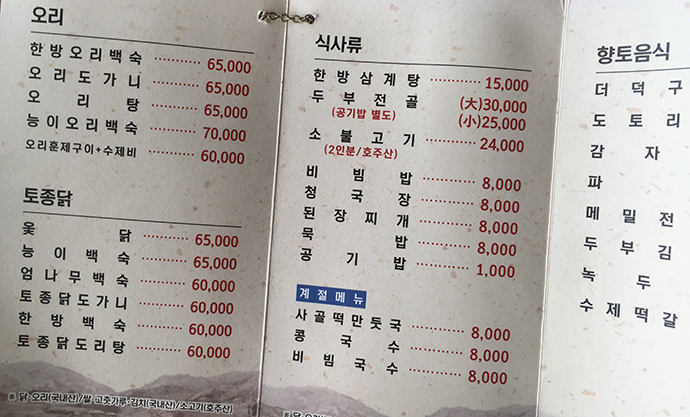 오리
한방오리백숙 ········· 65,000
오리도가니 ········· 65,000
오리탕 ········· 65,000
능이오리백숙 ········· 70,000
오리훈제구이+수제비 ········· 60,000
토종닭
옻닭 ········· 65,000
능이백숙 ········· 65,000
엄나무백숙 ········· 60,000
토종닭도가니 ········· 60,000
한방백숙 ········· 60,000
토종닭도리탕 ········· 60,000
※ 닭·오리(국내산)/쌀·고춧가루·김치(국내산)/소고기(호주산)
식사류
한방삼계탕 ········· 15,000
두부전골 (大)30,000
(공기밥 별도) (小)25,000
소불고기 ········· 24,000
(2인분/호주산)
비빔밥 ········· 8,000
청국장 ········· 8,000
된장찌개 ········· 8,000
묵밥 ········· 8,000
공기밥 ········· 1,000
계절메뉴
사골떡만둣국 ········· 8,000
콩국수 ········· 8,000
비빔국수 ········· 8,000
※ 닭·오리
향토음식
더덕구
도토리
감자
파
메밀전
두부김
녹두
수제떡갈